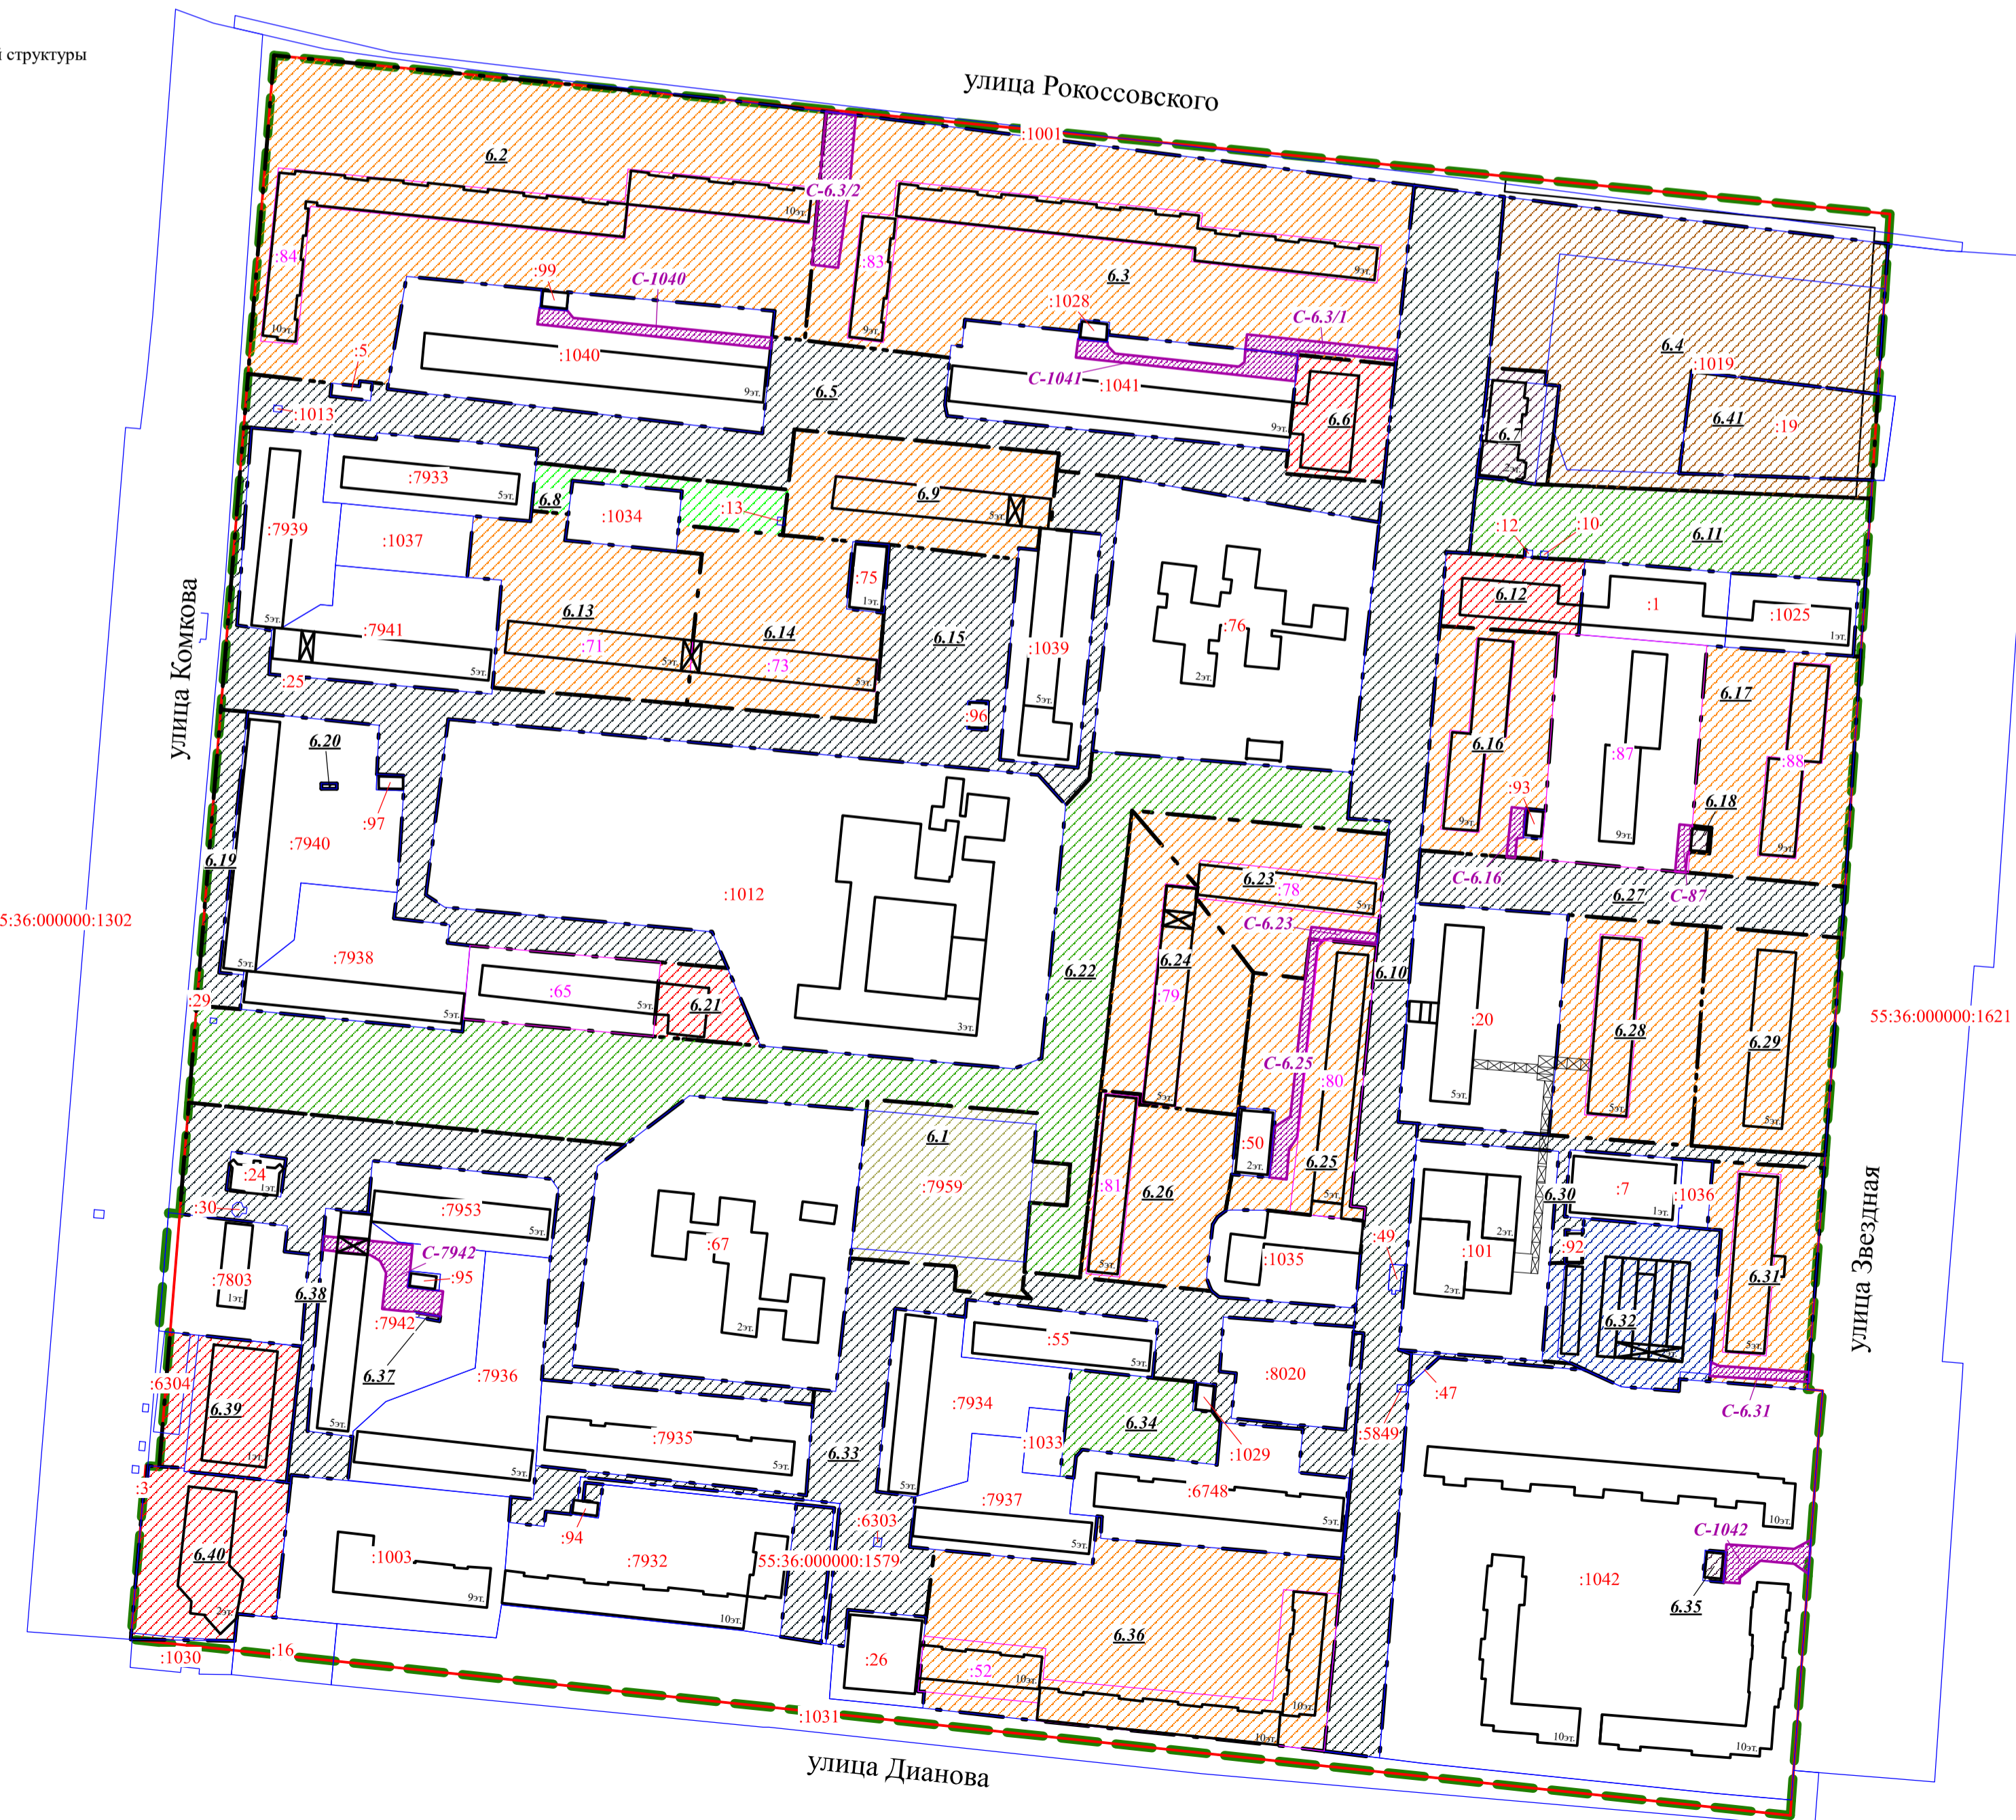 й структуры
улица Рокоссовского
:1001
6.2
С-6.3/2
10эт.
:84
:83
6.3
9эт.
:99
С-1040
:1028
С-6.3/1
10эт.
9эт.
6.4
:1019
:5
:1040
9эт.
6.5
С-1041
:1041
9эт.
6.6
6.41
:19
:1013
6.7
2эт.
:7933
5эт.
6.8
:13
:1034
6.9
5эт.
:12
:10
6.11
:7939
:1037
:75
1эт.
:76
2эт.
6.12
:1
:1025
1эт.
5эт.
:7941
5эт.
6.13
:71
5эт.
6.14
:73
5эт.
6.15
:1039
5эт.
:25
:96
улица Комкова
6.20
:97
:7940
6.16
9эт.
:93
:87
9эт.
6.17
:88
6.18
9эт.
6.19
:1012
3эт.
6.23
:78
5эт.
С-6.16
6.27
С-87
55:36:000000:1302
С-6.23
:7938
5эт.
5эт.
:65
5эт.
6.21
6.22
6.24
:79
6.10
:29
:20
6.28
6.29
55:36:000000:1621
С-6.25
:80
5эт.
5эт.
5эт.
5эт.
6.1
:7959
:50
2эт.
6.25
5эт.
:24
1эт.
:30
:81
6.26
5эт.
6.30
:7
1эт.
:1036
:7953
5эт.
С-7942
:95
:67
2эт.
:1035
:49
:101
2эт.
2эт.
:92
6.31
5эт.
6.32
улица Звездная
:7803
1эт.
6.38
:7942
6.37
:7936
5эт.
:55
5эт.
:8020
:47
С-6.31
:6304
6.39
1эт.
:7934
5эт.
6.34
:1033
:1029
:5849
:7935
5эт.
6.33
5эт.
:3
:7937
5эт.
:6748
5эт.
6.40
2эт.
:1003
9эт.
:94
:7932
10эт.
:6303
55:36:000000:1579
С-1042
10эт.
:1042
6.35
6.36
:26
:52
10эт.
10эт.
10эт.
10эт.
10эт.
:1030
:16
:1031
улица Дианова